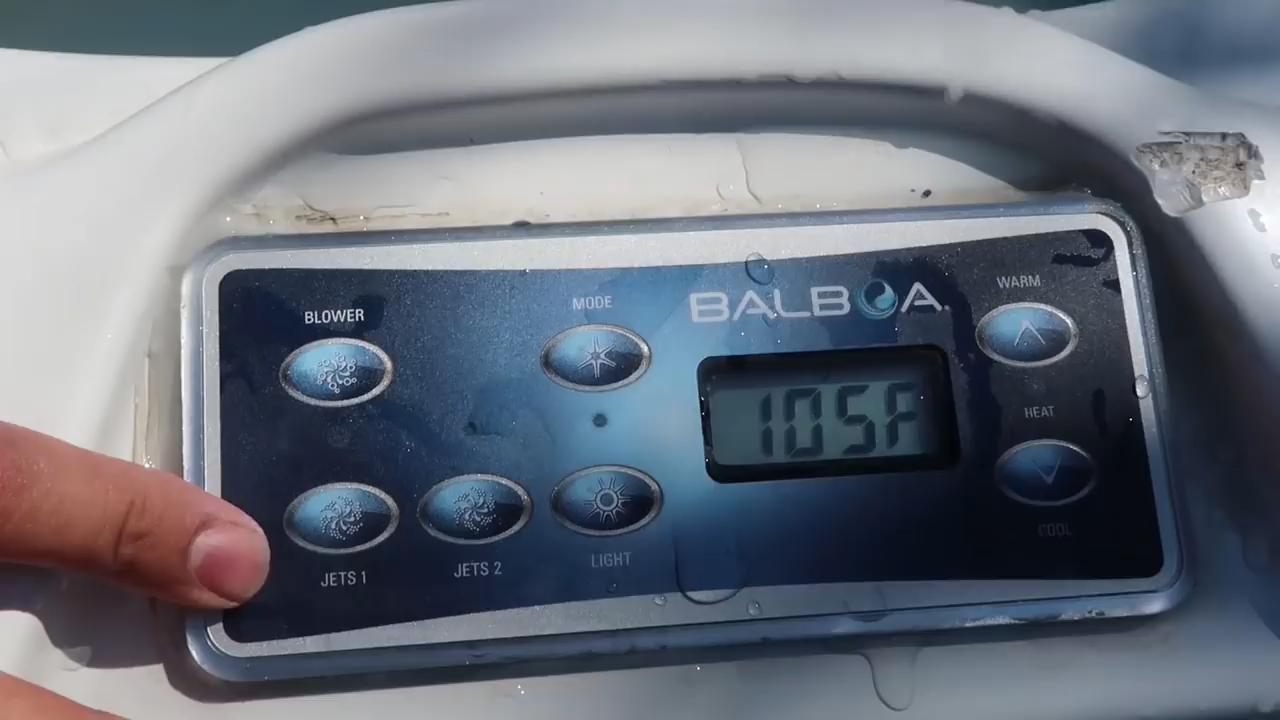 BLOWER
MODE
BALBOA
WARM
105F
HEAT
JETS 1
JETS 2
LIGHT
COOL